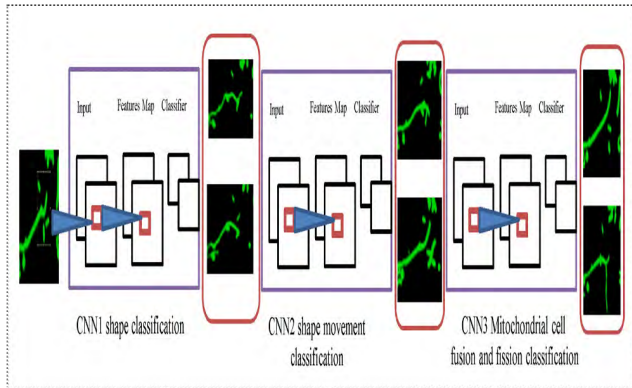 Input Features Map Classifier
Input Features Map Classifier
Input Features Map Classifier
CNN1 shape classification
CNN2 shape movement
classification
CNN3 Mitochondrial cell
fusion and fission classification